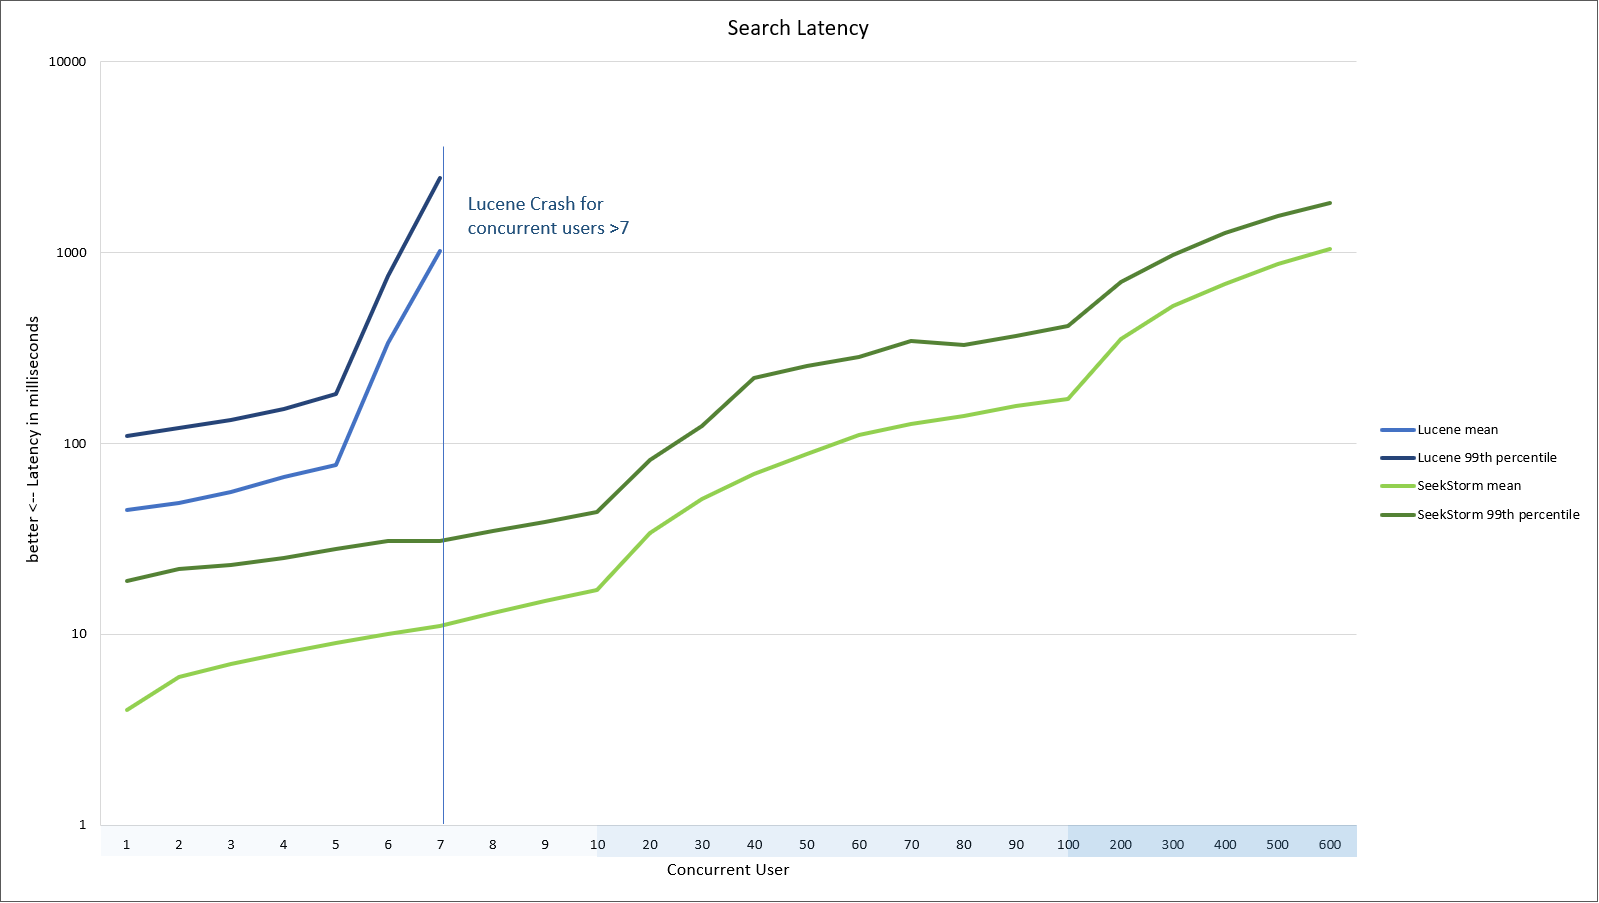 Search Latency
10000
1000
100
10
1
better <-- Latency in milliseconds
Lucene Crash for
concurrent users >7
1 2 3 4 5 6 7 8 9 10 20 30 40 50 60 70 80 90 100 200 300 400 500 600
Concurrent User
Lucene mean
Lucene 99th percentile
SeekStorm mean
SeekStorm 99th percentile